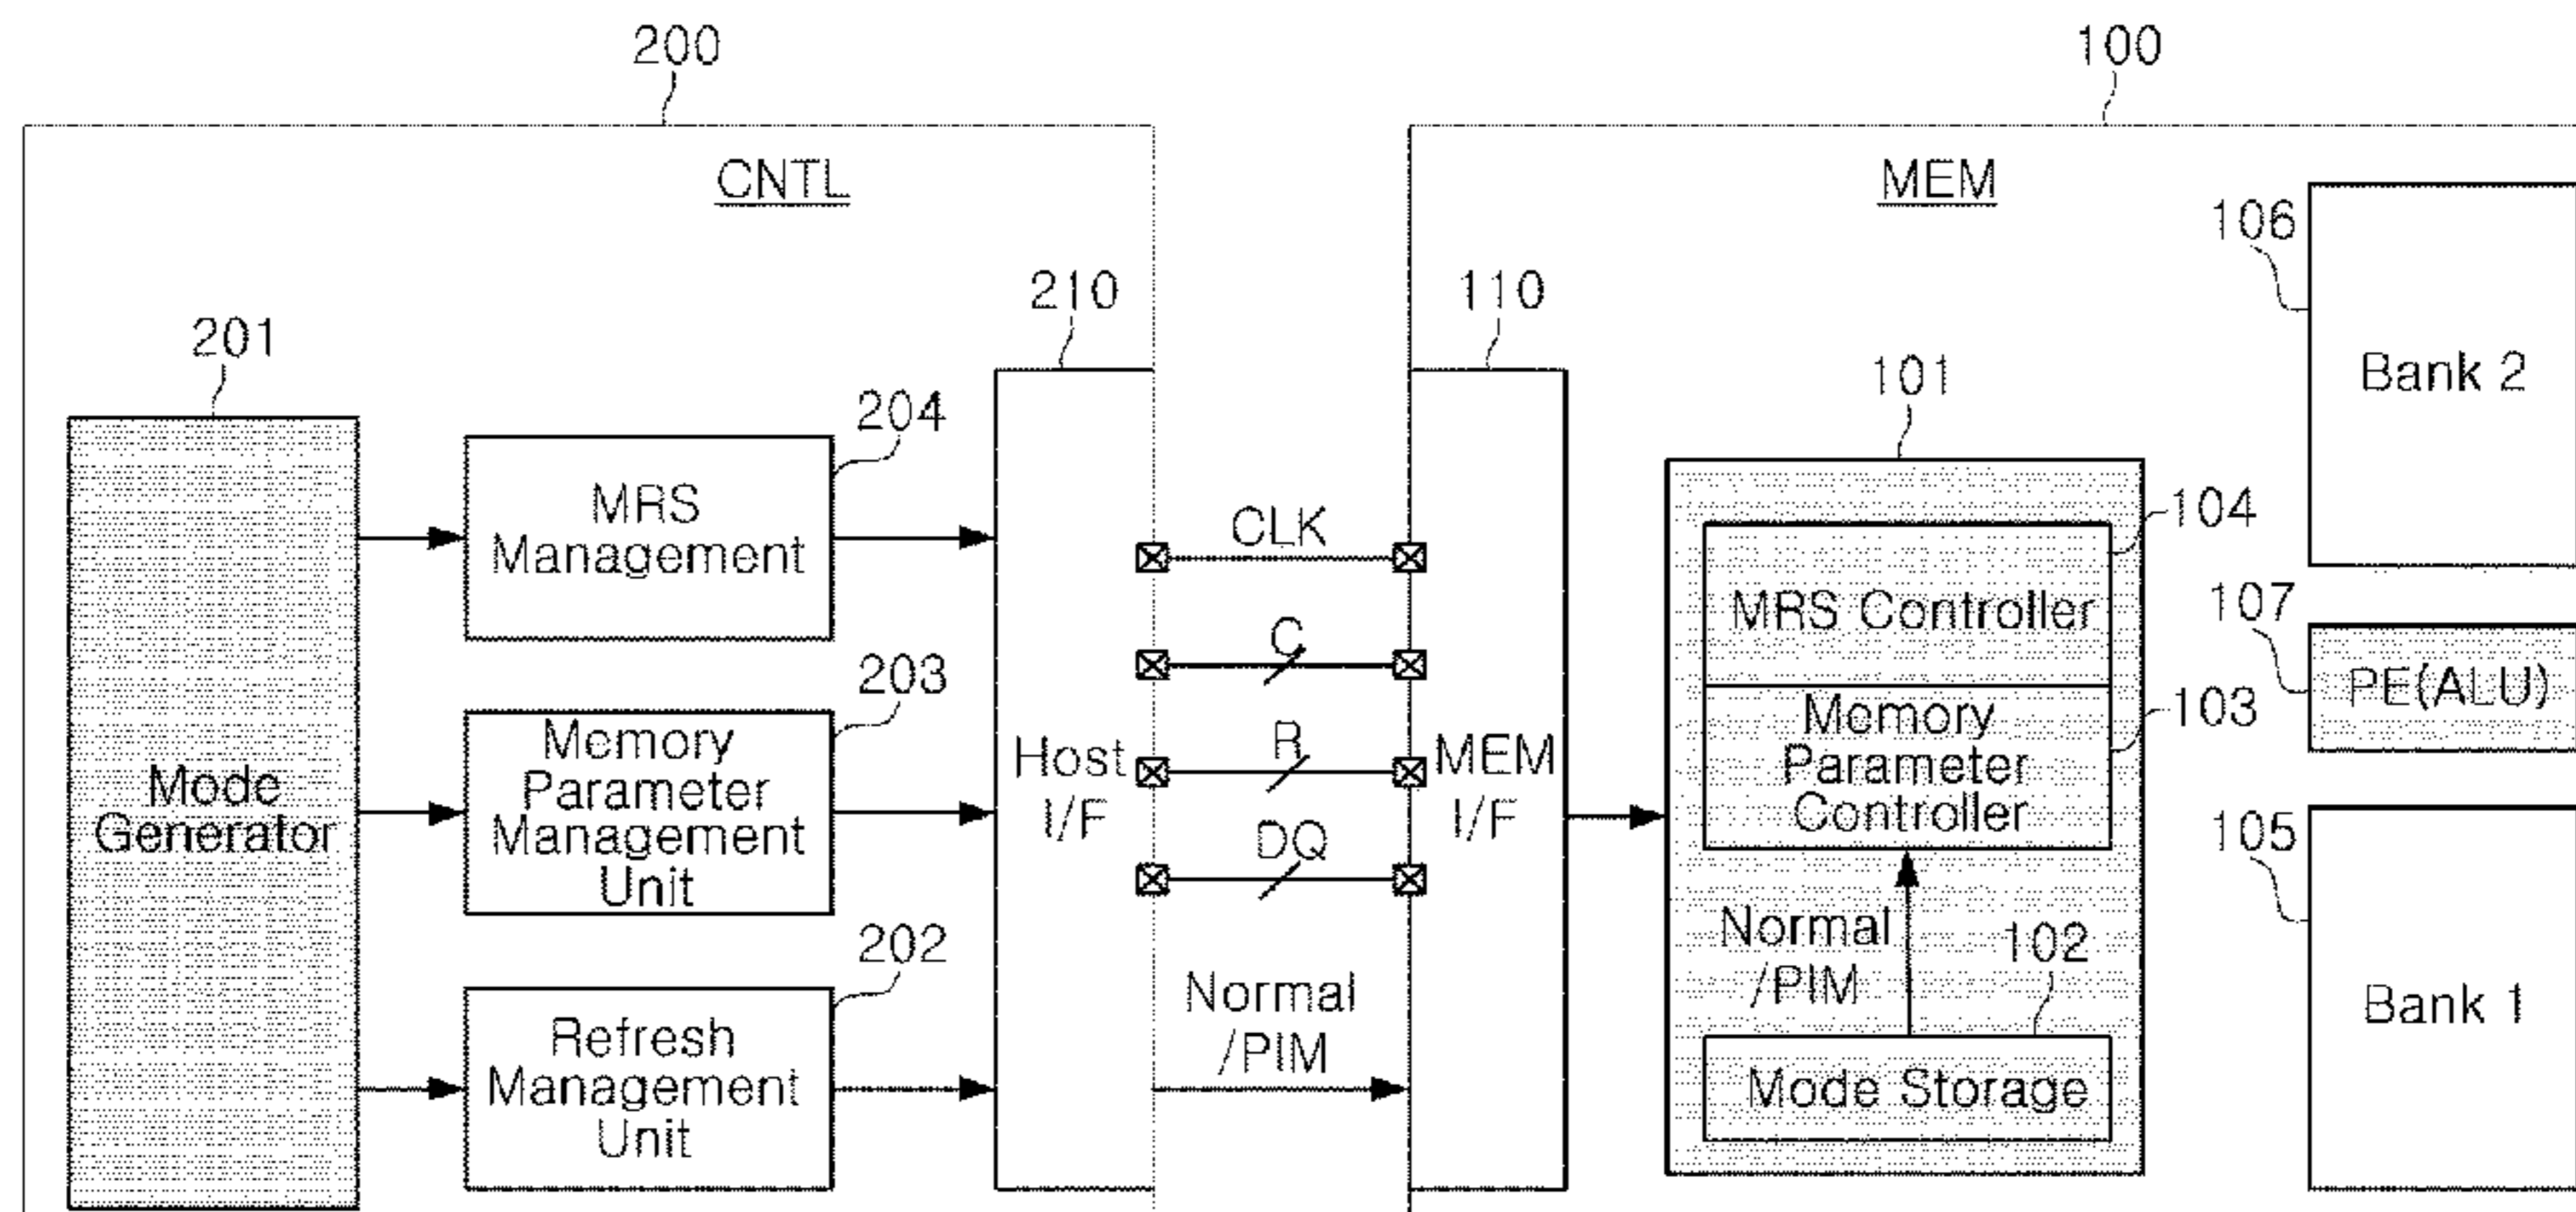 200
100
CNTL
MEM
106
210
110
201
101
Bank 2
204
104
MRS
Management
CLK
MRS Controller
107
C
203
PE(ALU)
Memory
Parameter
Management
Unit
Memory
Parameter
Controller
103
R
Mode
Generator
Host
I/F
MEM
I/F
DQ
105
202
Normal
/PIM
102
Normal
/PIM
Bank 1
Refresh
Management
Unit
Mode Storage